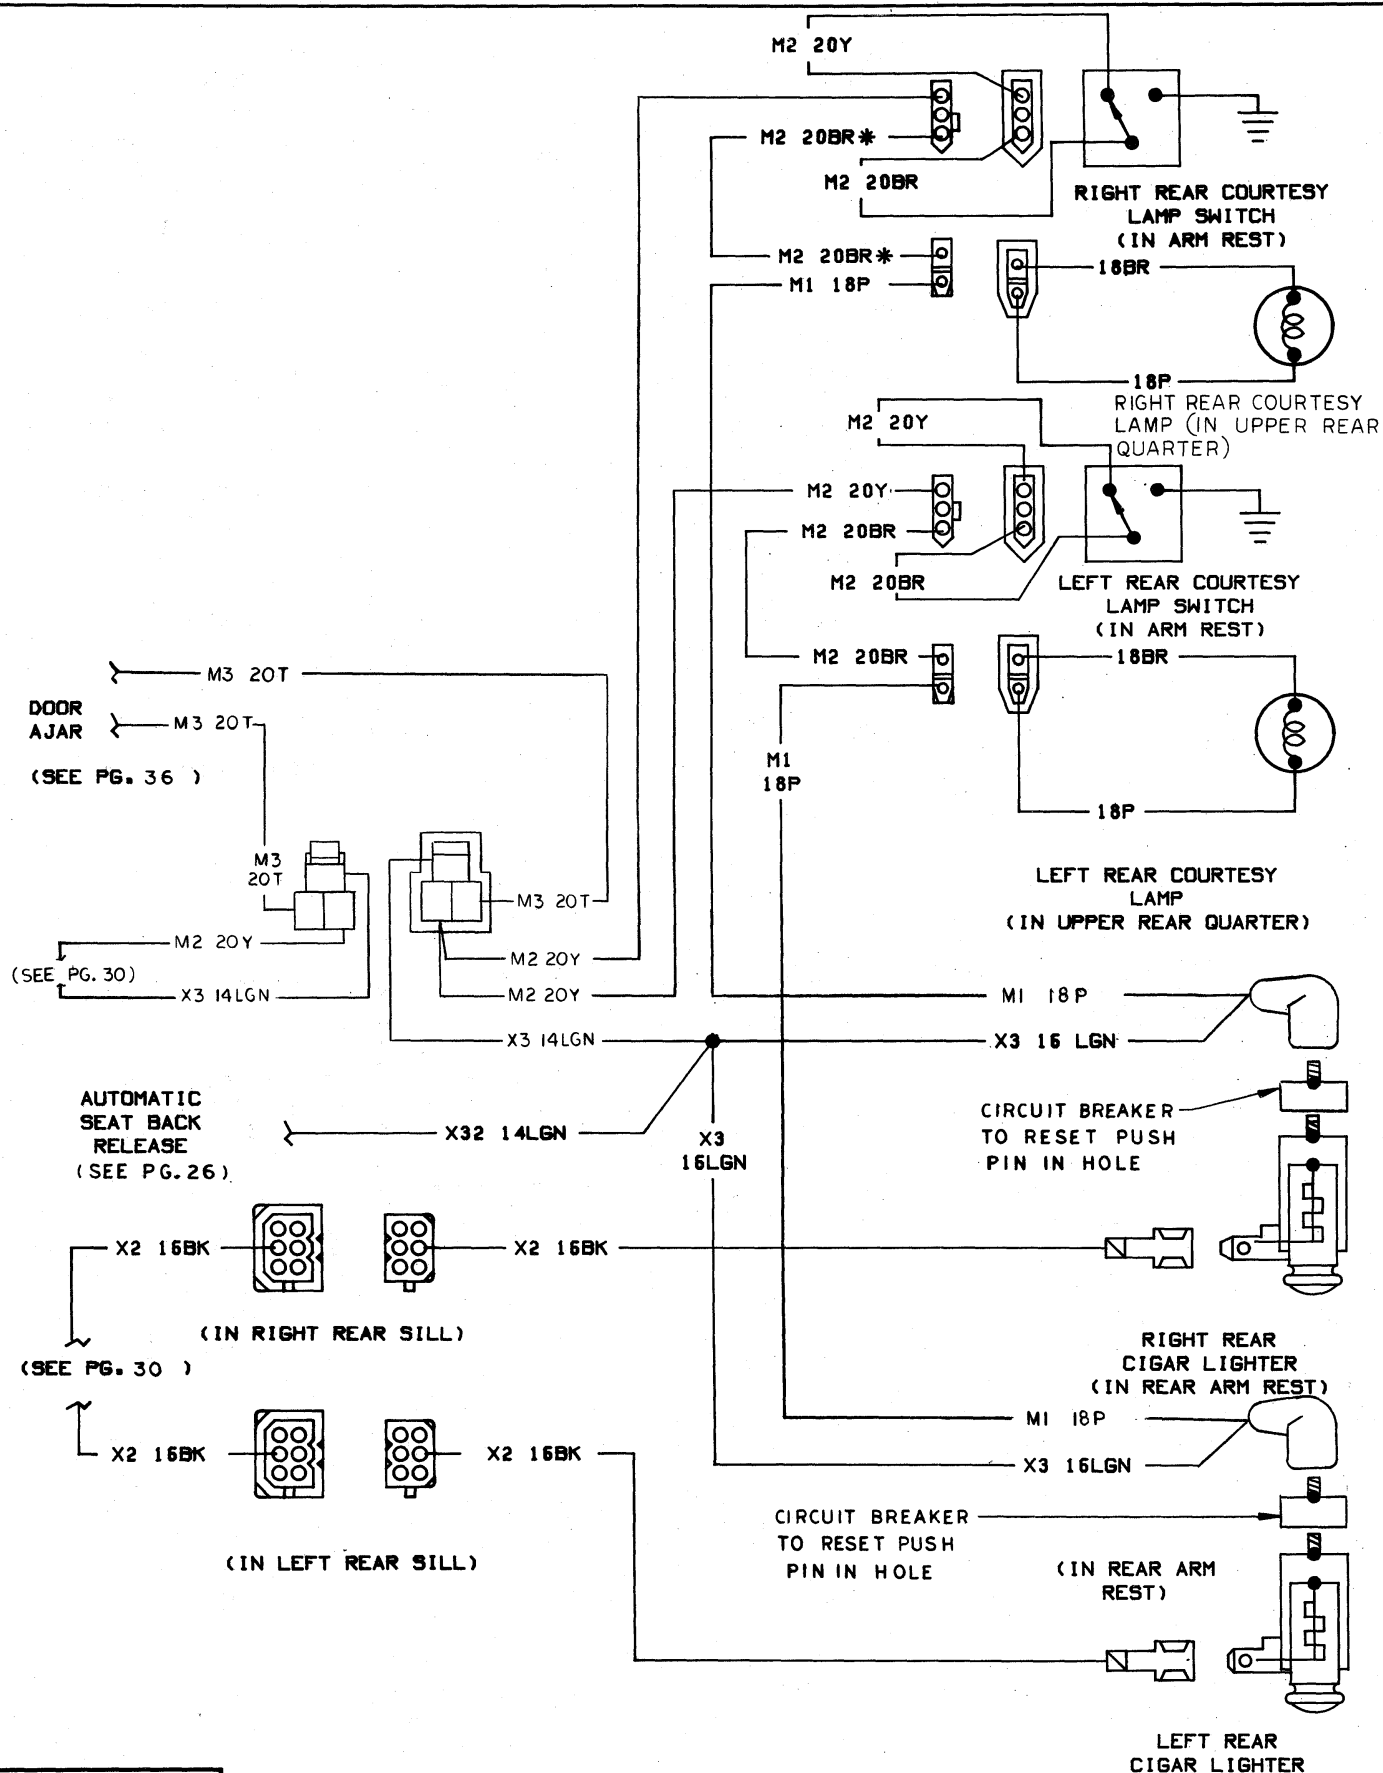 M2 20Y
M2 20BR*
M2 20BR
RIGHT REAR COURTESY
LAMP SWITCH
(IN ARM REST)
M2 20BR*
M1 18P
18BR
18P
RIGHT REAR COURTESY
LAMP (IN UPPER REAR
QUARTER)
M2 20Y
M2 20Y
M2 20BR
M2 20BR
LEFT REAR COURTESY
LAMP SWITCH
(IN ARM REST)
M2 20BR
18BR
M3 20T
DOOR
AJAR
M3 20T
(SEE PG. 36 )
M1
18P
18P
M3
20T
LEFT REAR COURTESY
LAMP
(IN UPPER REAR QUARTER)
M3 20T
M2 20Y
(SEE PG. 30)
X3 14LGN
M2 20Y
M2 20Y
M1 18P
X3 14LGN
X3 16 LGN
AUTOMATIC
SEAT BACK
RELEASE
(SEE PG. 26)
X32 14LGN
X3
16LGN
CIRCUIT BREAKER
TO RESET PUSH
PIN IN HOLE
X2 16BK
X2 16BK
(IN RIGHT REAR SILL)
RIGHT REAR
CIGAR LIGHTER
(IN REAR ARM REST)
(SEE PG. 30 )
M1 18P
X2 16BK
X2 16BK
X3 16LGN
(IN LEFT REAR SILL)
CIRCUIT BREAKER
TO RESET PUSH
PIN IN HOLE
(IN REAR ARM
REST)
LEFT REAR
CIGAR LIGHTER